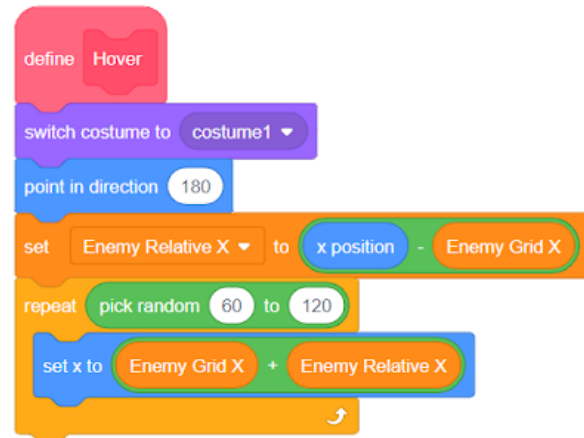 define Hover
switch costume to costume1
point in direction 180
set Enemy Relative X to x position - Enemy Grid X
repeat pick random 60 to 120
set x to Enemy Grid X + Enemy Relative X